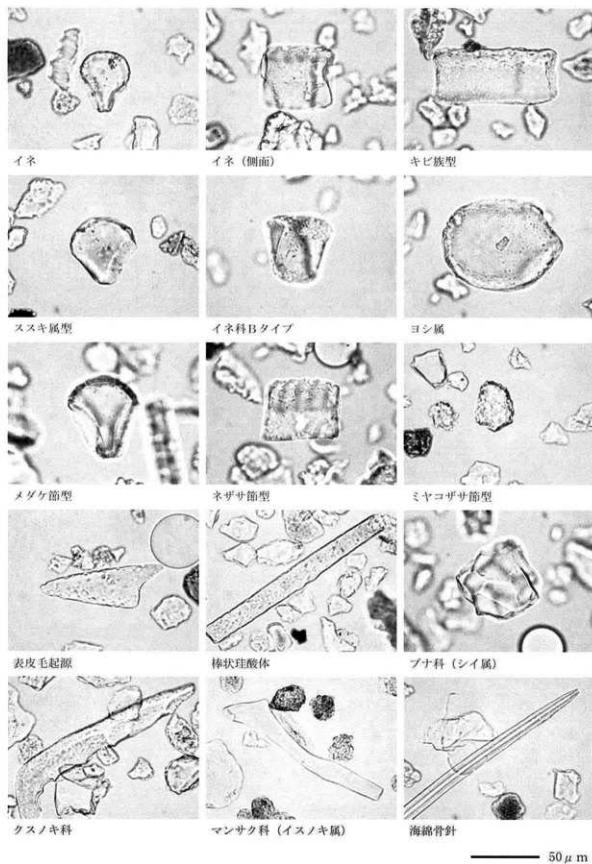 イネ
イネ（側面）
キビ族型
ススキ属型
イネ科Bタイプ
ヨシ属
メダケ節型
ネザサ節型
ミヤコザサ節型
表皮毛起源
棒状珪酸体
ブナ科（シイ属）
クスノキ科
マンサク科（イスノキ属）
海綿骨針
50μm